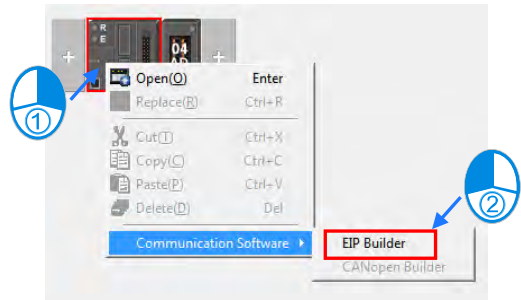 R
E
04
AD
+
+
Open(O) Enter
Replace(R) Ctrl+R
Cut(T) Ctrl+X
Copy(C) Ctrl+C
Paste(P) Ctrl+V
Delete(D) Del
Communication Software
EIP Builder
CANopen Builder
①
②